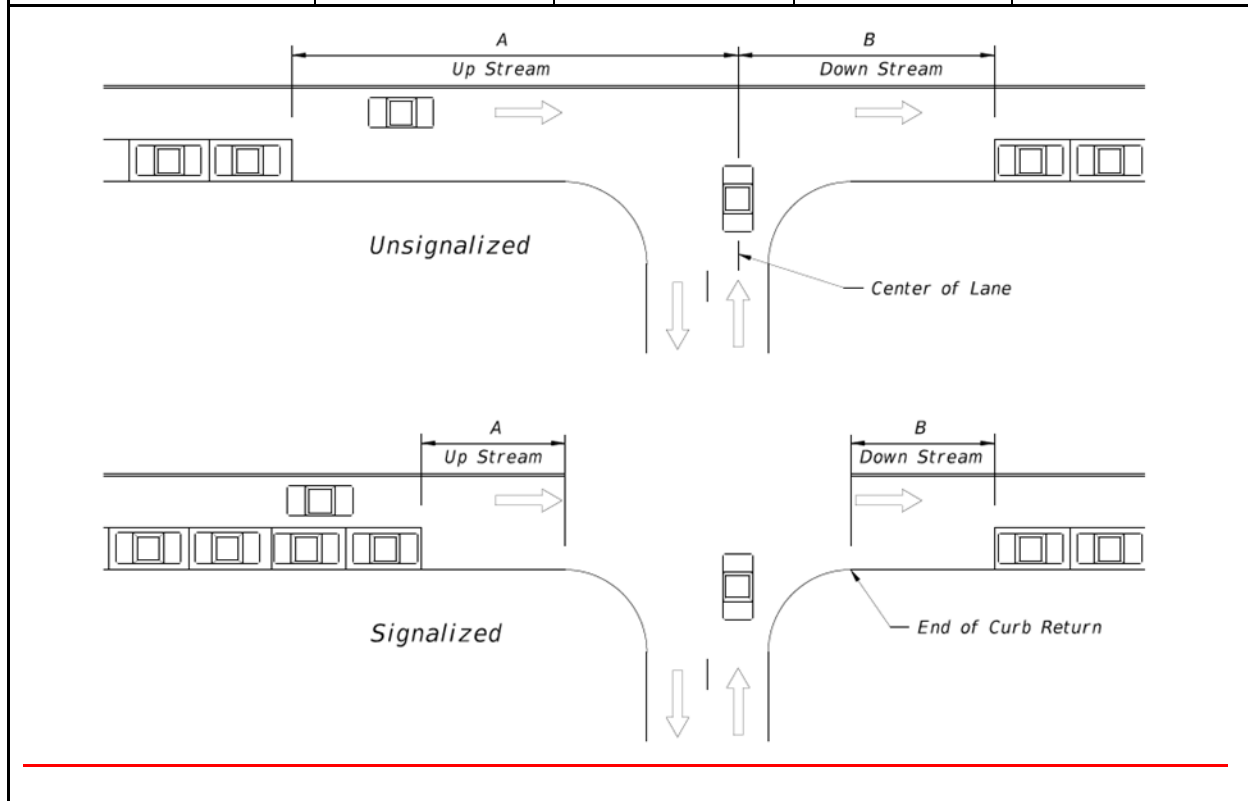 A B
Up Stream Down Stream
Unsignalized
Center of Lane
A B
Up Stream Down Stream
Signalized
End of Curb Return